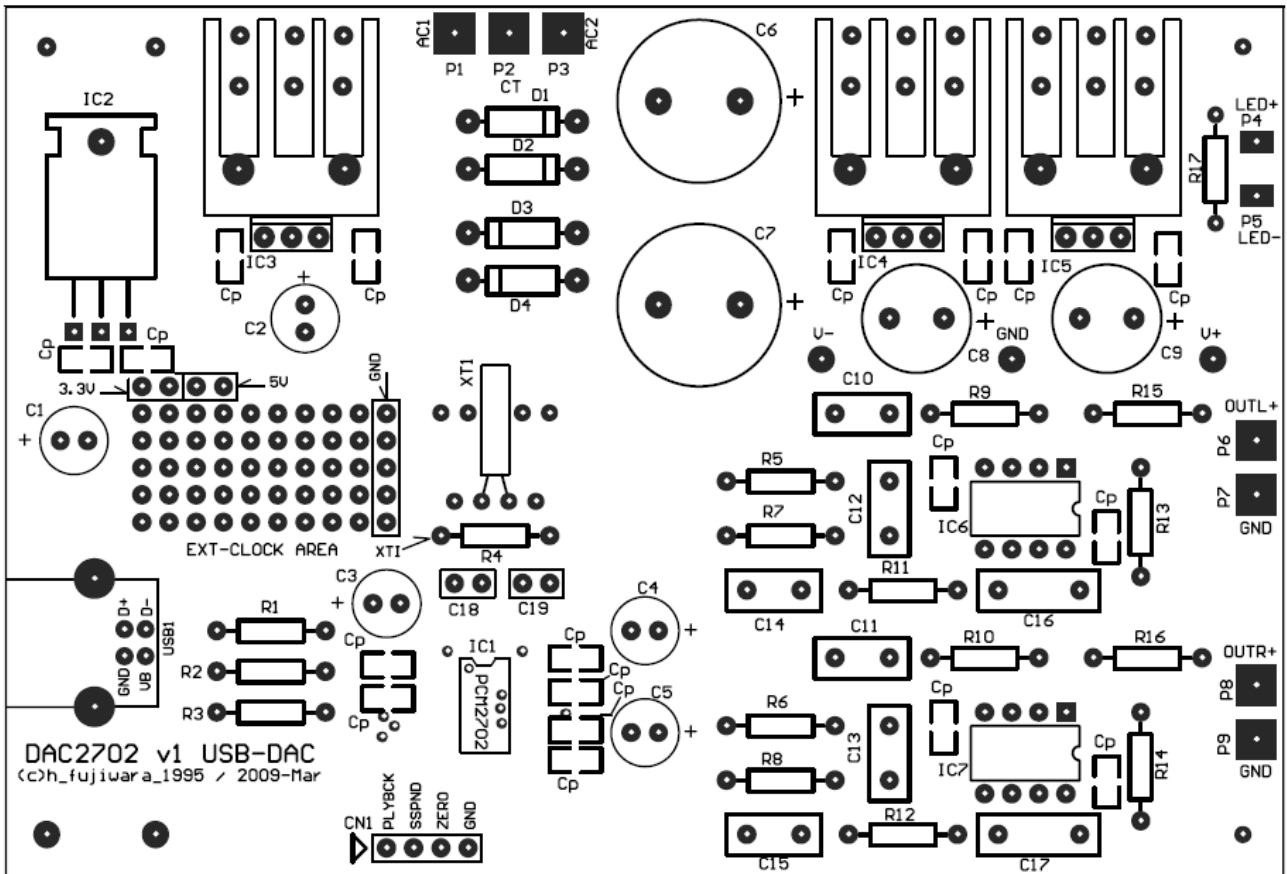 AC1
AC2
P1 P2 P3
CT
C6
IC2
D1
D2
D3
D4
LED+
P4
R17
P5
LED-
C7
IC3
Cp
Cp
IC4
Cp
Cp
IC5
Cp
Cp
C2
V-
GND
V+
C8
C9
Cp
Cp
3.3V
5V
GND
XT1
C10
R9
R15
OUTL+
P6
P7
GND
C1
R5
C12
Cp
R7
IC6
Cp
R13
EXT-CLOCK AREA
XTI
R4
R11
C14
C16
C3
C18
C19
C4
D+
D-
USB1
GND
VB
R1
R2
R3
Cp
Cp
IC1
PCM2702
Cp
Cp
Cp
Cp
C5
C11
R10
R16
OUTR+
P8
P9
GND
R6
C13
Cp
R8
IC7
Cp
R14
R12
C15
C17
DAC2702 v1 USB-DAC
(c)h_fujiwara_1995 / 2009-Mar
CN1
PLYBCK
SSPND
ZERO
GND